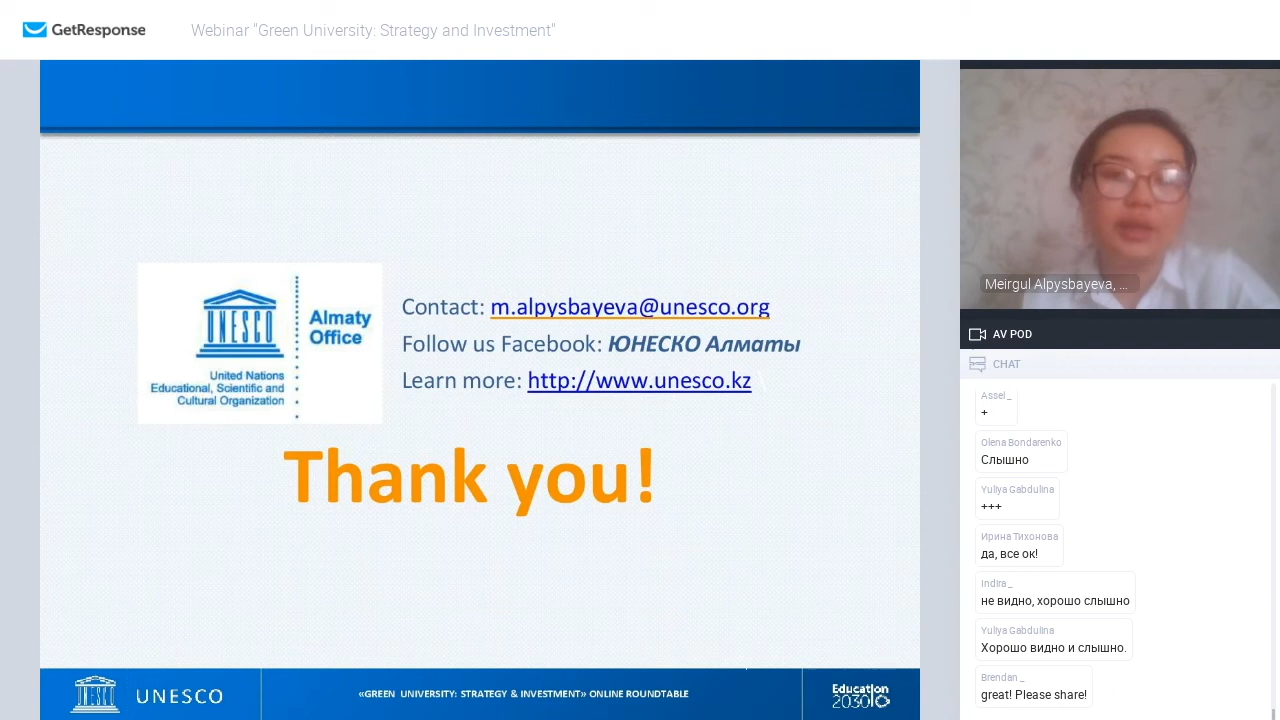 GetResponse
Webinar "Green University: Strategy and Investment"
UNESCO
Almaty
Office
United Nations
Educational, Scientific and
Cultural Organization
Contact: m.alpysbayeva@unesco.org
Follow us Facebook: ЮНЕСКО Алматы
Learn more: http://www.unesco.kz \
Thank you!
UNESCO
«GREEN UNIVERSITY: STRATEGY & INVESTMENT» ONLINE ROUNDTABLE
Education
2030
Meirgul Alpysbayeva, ...
AV POD
CHAT
Assel _
+
Olena Bondarenko
Слышно
Yuliya Gabdulina
+++
Ирина Тихонова
да, все ок!
Indira _
не видно, хорошо слышно
Yuliya Gabdulina
Хорошо видно и слышно.
Brendan _
great! Please share!